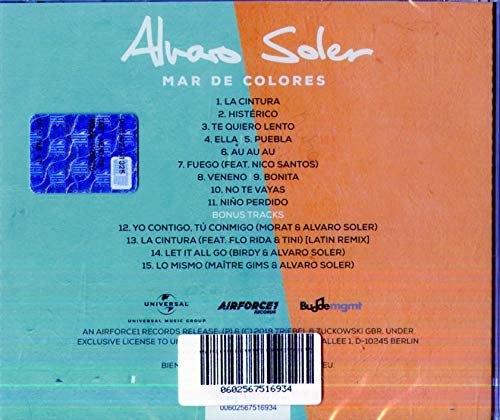 Alvaro Soler
MAR DE COLORES
1. LA CINTURA
2. HISTÉRICO
3. TE QUIERO LENTO
4. ELLA 5. PUEBLA
6. AU AU AU
7. FUEGO (FEAT. NICO SANTOS)
8. VENENO 9. BONITA
10. NO TE VAYAS
11. NIÑO PERDIDO
BONUS TRACKS
12. YO CONTIGO, TÚ CONMIGO (MORAT & ALVARO SOLER)
13. LA CINTURA (FEAT. FLO RIDA & TINI) [LATIN REMIX]
14. LET IT ALL GO (BIRDY & ALVARO SOLER)
15. LO MISMO (MAÎTRE GIMS & ALVARO SOLER)
UNIVERSAL
UNIVERSAL MUSIC GROUP
AIRFORCE1
RECORDS
Buddemgmt
AN AIRFORCE1 RECORDS RELEASE; (P) & (C) 2018 TRIEBEL & ZUCKOWSKI GBR, UNDER
EXCLUSIVE LICENSE TO ALLEE 1, D-10245 BERLIN
0602567516934
00602567516934